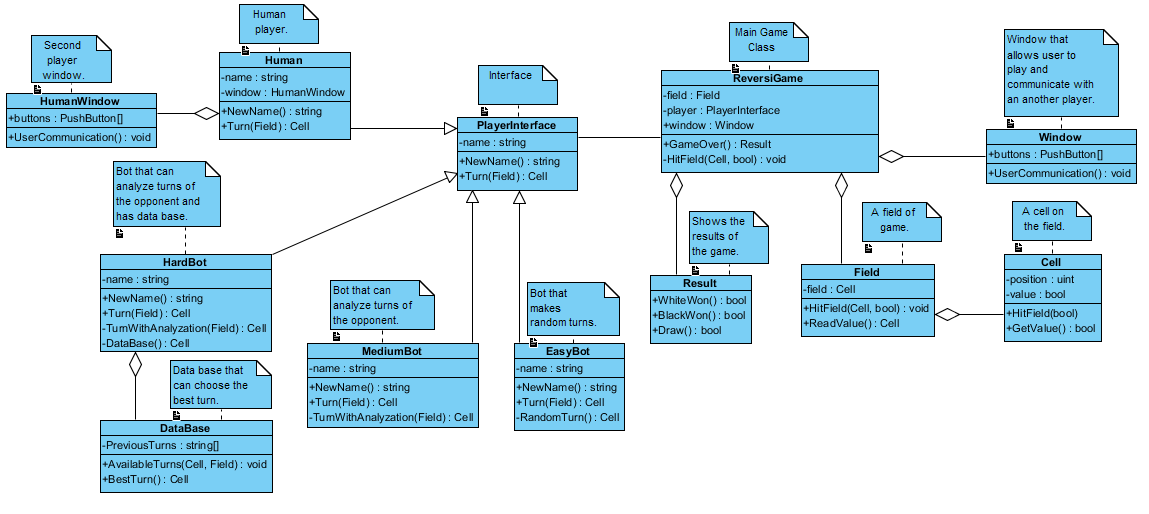 Second
player
window.
HumanWindow
+buttons : PushButton[]
+UserCommunication() : void
Human
player.
Human
-name : string
-window : HumanWindow
+NewName() : string
+Turn(Field) : Cell
Interface
PlayerInterface
-name : string
+NewName() : string
+Turn(Field) : Cell
Main Game
Class
ReversiGame
-field : Field
-player : PlayerInterface
+window : Window
+GameOver() : Result
-HitField(Cell, bool) : void
Window that
allows user to
play and
communicate with
an another player.
Window
+buttons : PushButton[]
+UserCommunication() : void
Bot that can
analyze turns of
the opponent and
has data base.
HardBot
-name : string
+NewName() : string
+Turn(Field) : Cell
-TurnWithAnalyzation(Field) : Cell
-DataBase() : Cell
Data base that
can choose the
best turn.
DataBase
-PreviousTurns : string[]
+AvailableTurns(Cell, Field) : void
+BestTurn() : Cell
Bot that can
analyze turns of
the opponent.
MediumBot
-name : string
+NewName() : string
+Turn(Field) : Cell
-TurnWithAnalyzation(Field) : Cell
Bot that
makes
random turns.
EasyBot
-name : string
+NewName() : string
+Turn(Field) : Cell
-RandomTurn() : Cell
Shows the
results of
the game.
Result
+WhiteWon() : bool
+BlackWon() : bool
+Draw() : bool
A field of
game.
Field
-field : Cell
+HitField(Cell, bool) : void
+ReadValue() : Cell
A cell on
the field.
Cell
-position : uint
-value : bool
+HitField(bool)
+GetValue() : bool